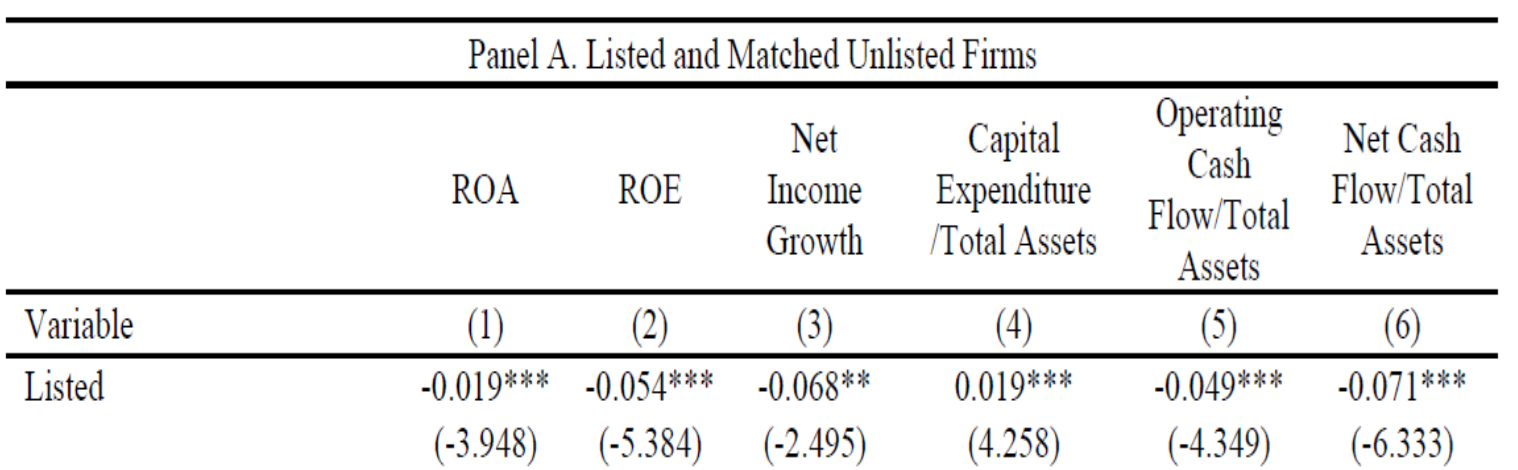 Panel A. Listed and Matched Unlisted Firms
ROA ROE Net Income Growth Capital Expenditure /Total Assets Operating Cash Flow/Total Assets Net Cash Flow/Total Assets
Variable (1) (2) (3) (4) (5) (6)
Listed -0.019*** -0.054*** -0.068** 0.019*** -0.049*** -0.071***
(-3.948) (-5.384) (-2.495) (4.258) (-4.349) (-6.333)